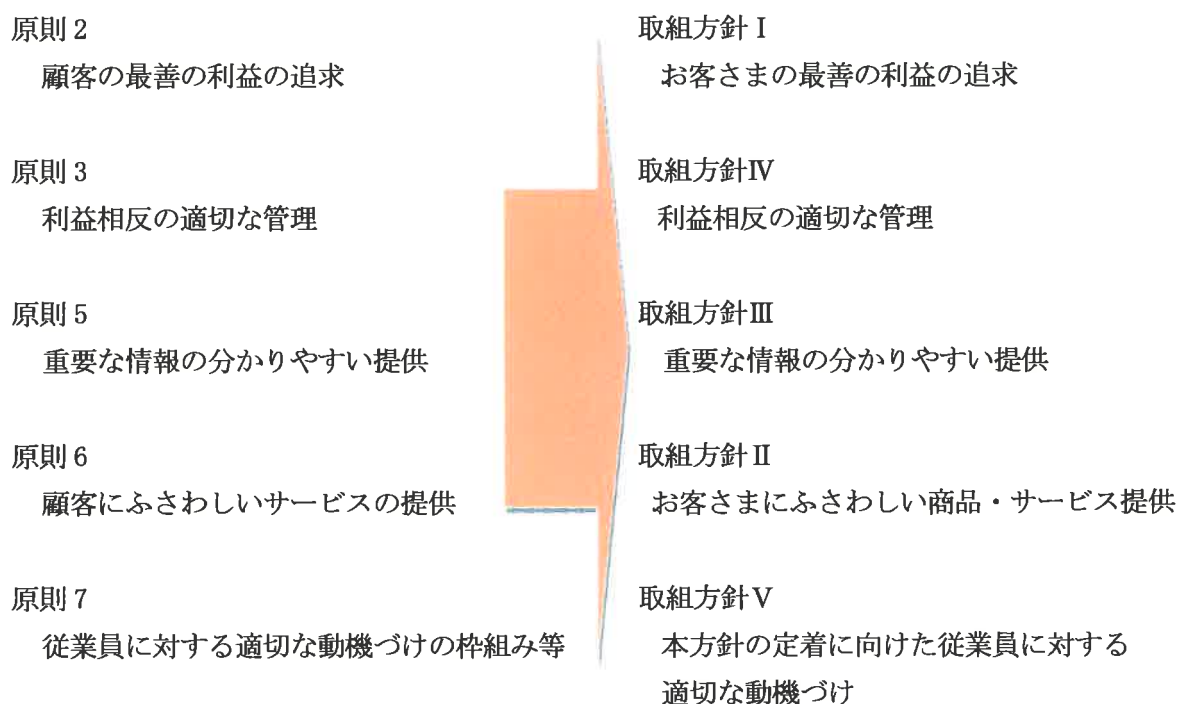 原則2
顧客の最善の利益の追求
原則3
利益相反の適切な管理
原則5
重要な情報の分かりやすい提供
原則6
顧客にふさわしいサービスの提供
原則7
従業員に対する適切な動機づけの枠組み等
取組方針Ⅰ
お客さまの最善の利益の追求
取組方針Ⅳ
利益相反の適切な管理
取組方針Ⅲ
重要な情報の分かりやすい提供
取組方針Ⅱ
お客さまにふさわしい商品・サービス提供
取組方針Ⅴ
本方針の定着に向けた従業員に対する
適切な動機づけ